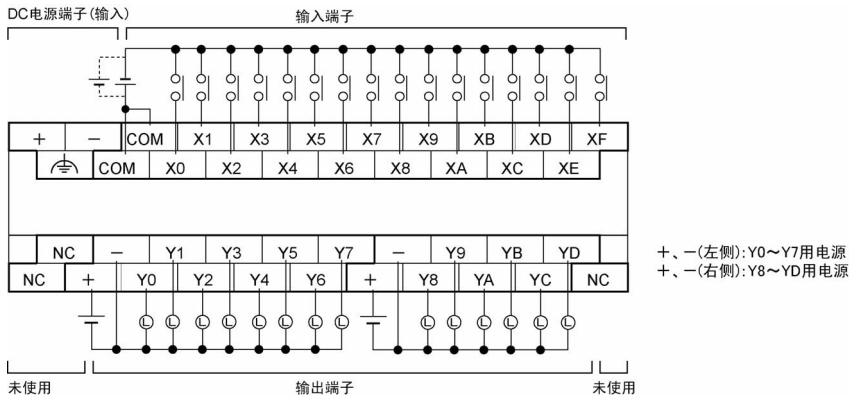 DC电源端子(输入) 输入端子
+ − COM X1 X3 X5 X7 X9 XB XD XF
COM X0 X2 X4 X6 X8 XA XC XE
NC − Y1 Y3 Y5 Y7 − Y9 YB YD
NC + Y0 Y2 Y4 Y6 + Y8 YA YC NC
+、−(左侧):Y0～Y7用电源
+、−(右侧):Y8～YD用电源
L L L L L L L L L L L L L L
未使用 输出端子 未使用